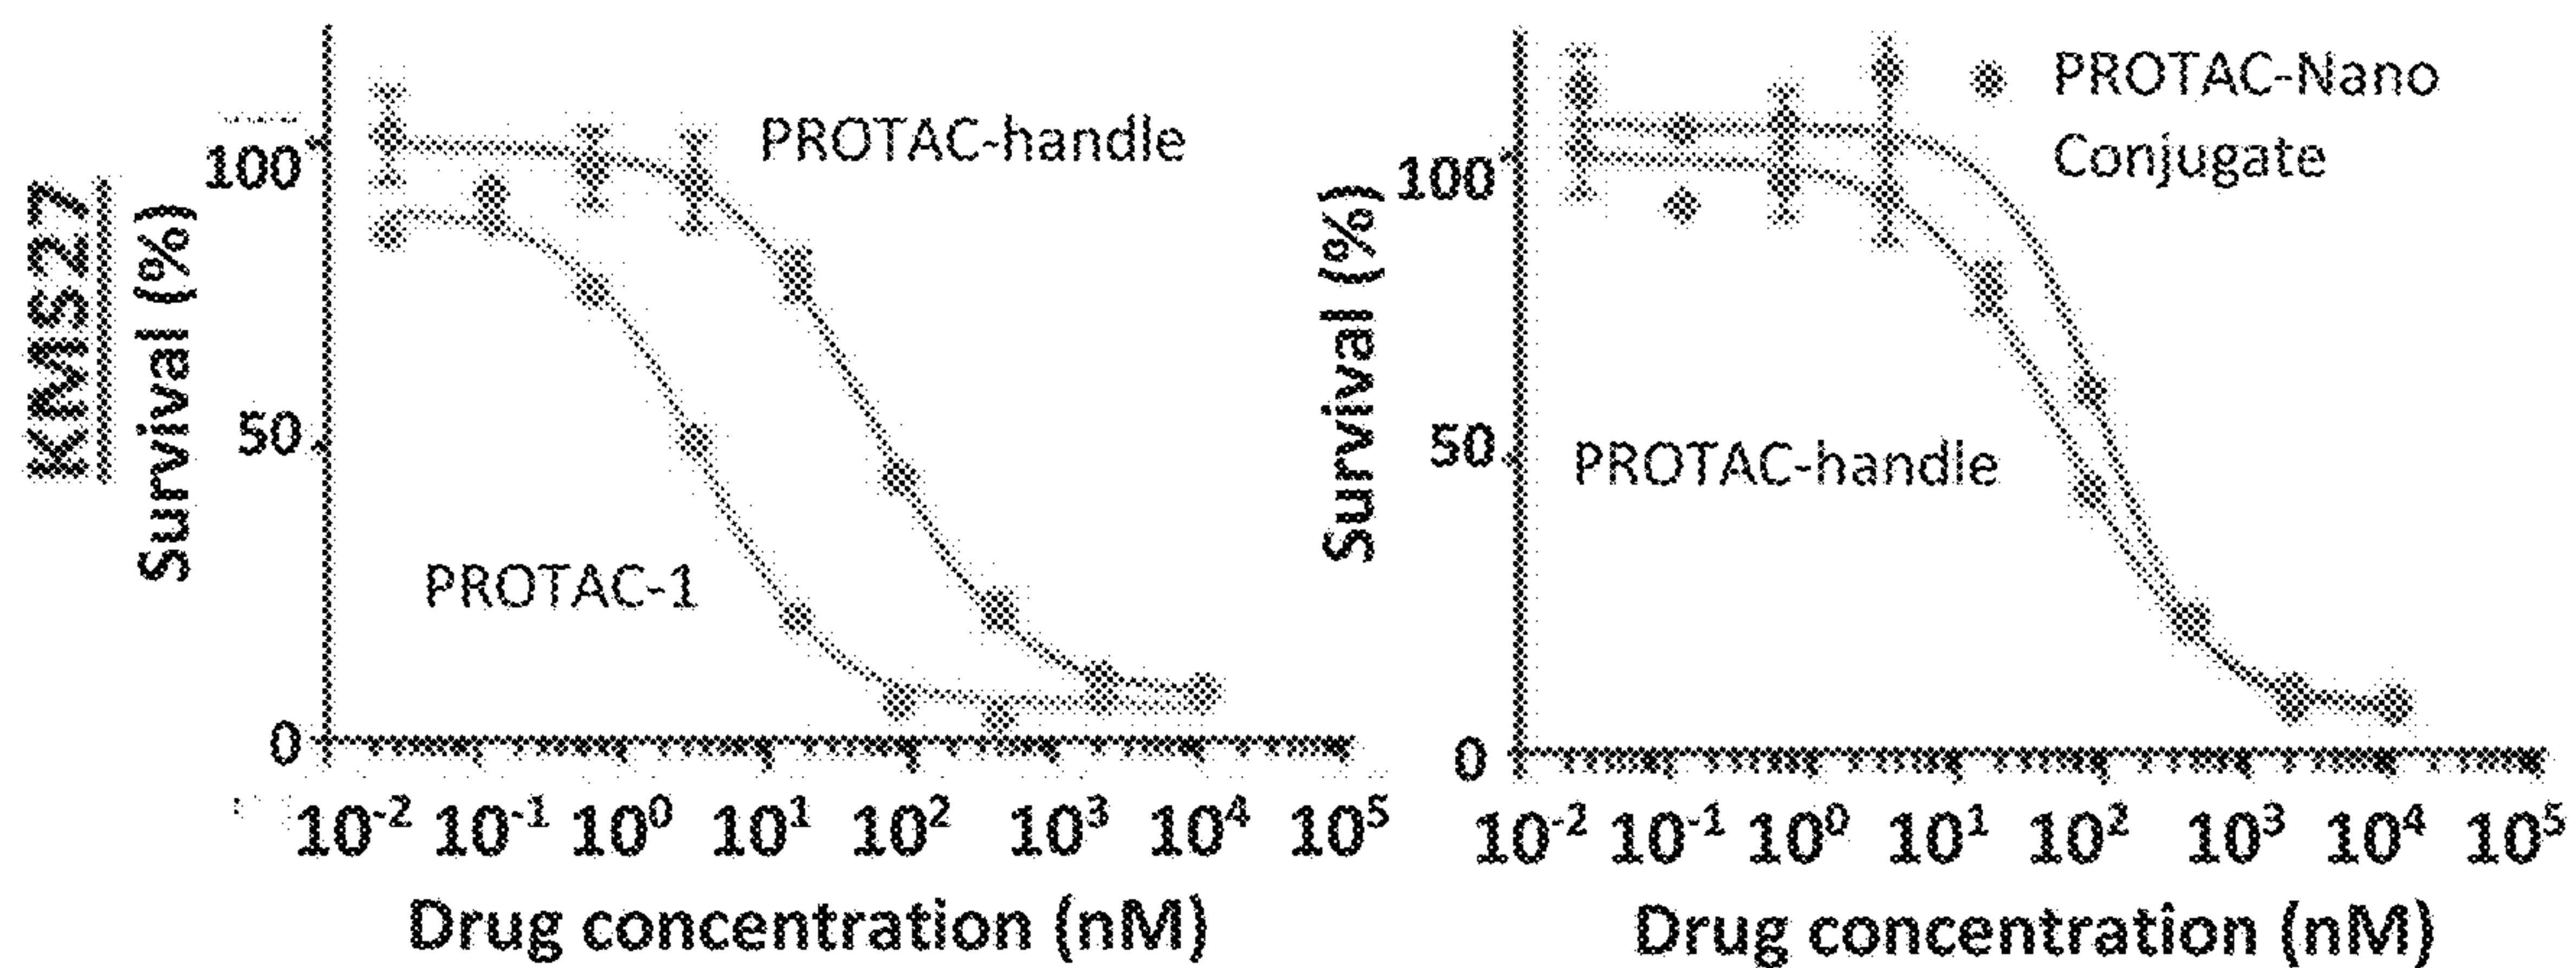 KMS27
Survival (%)
100
50
0
PROTAC-handle
PROTAC-1
10⁻² 10⁻¹ 10⁰ 10¹ 10² 10³ 10⁴ 10⁵
Drug concentration (nM)
Survival (%)
100
50
0
PROTAC-Nano
Conjugate
PROTAC-handle
10⁻² 10⁻¹ 10⁰ 10¹ 10² 10³ 10⁴ 10⁵
Drug concentration (nM)